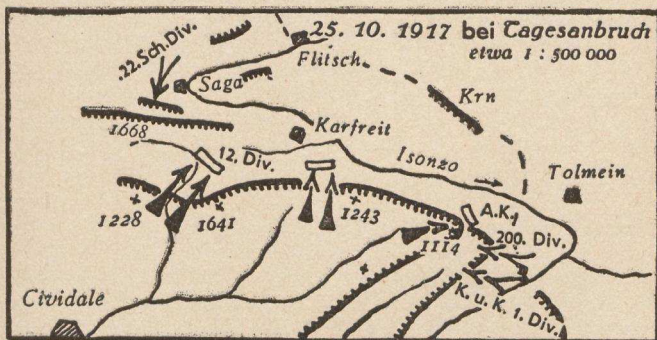 25. 10. 1917 bei Tagesanbruch
etwa 1 : 500 000
22.Sch.Div.
Flitsch
Saga
Krn
1668
Karfreit
12. Div.
Isonzo
Tolmein
1228
1641
1243
A.K.
1114
200. Div.
Cividale
K. u. K. 1. Div.